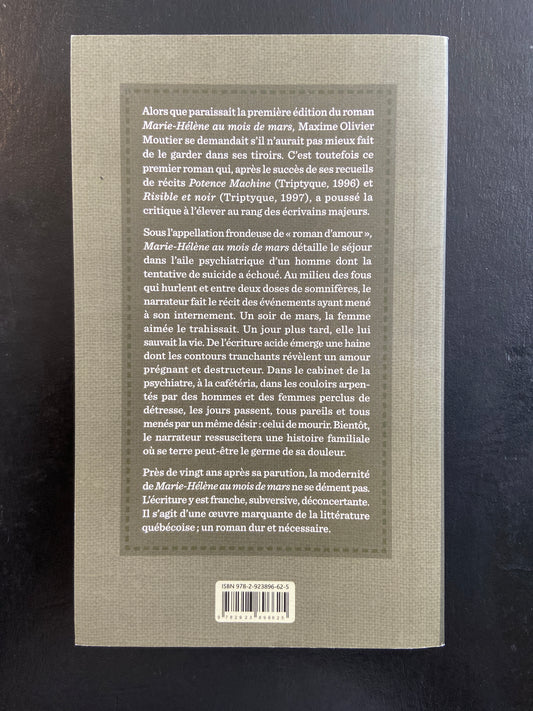 Alors que paraissait la première édition du roman
Marie-Hélène au mois de mars, Maxime Olivier
Moutier se demandait s'il n'aurait pas mieux fait
de le garder dans ses tiroirs. C'est toutefois ce
premier roman qui, après le succès de ses recueils
de récits Potence Machine (Triptyque, 1996) et
Risible et noir (Triptyque, 1997), a poussé la
critique à l'élever au rang des écrivains majeurs.
Sous l'appellation frondeuse de « roman d'amour »,
Marie-Hélène au mois de mars détaille le séjour
dans l'aile psychiatrique d'un homme dont la
tentative de suicide a échoué. Au milieu des fous
qui hurlent et entre deux doses de somnifères, le
narrateur fait le récit des événements ayant mené
à son internement. Un soir de mars, la femme
aimée le trahissait. Un jour plus tard, elle lui
sauvait la vie. De l'écriture acide émerge une haine
dont les contours tranchants révèlent un amour
prégnant et destructeur. Dans le cabinet de la
psychiatre, à la cafétéria, dans les couloirs arpen-
tés par des hommes et des femmes perclus de
détresse, les jours passent, tous pareils et tous
menés par un même désir : celui de mourir. Bientôt,
le narrateur ressuscitera une histoire familiale
où se terre peut-être le germe de sa douleur.
Près de vingt ans après sa parution, la modernité
de Marie-Hélène au mois de mars ne se dément pas.
L'écriture y est franche, subversive, déconcertante.
Il s'agit d'une œuvre marquante de la littérature
québécoise ; un roman dur et nécessaire.
ISBN 978-2-923896-62-5
9 782923 896625